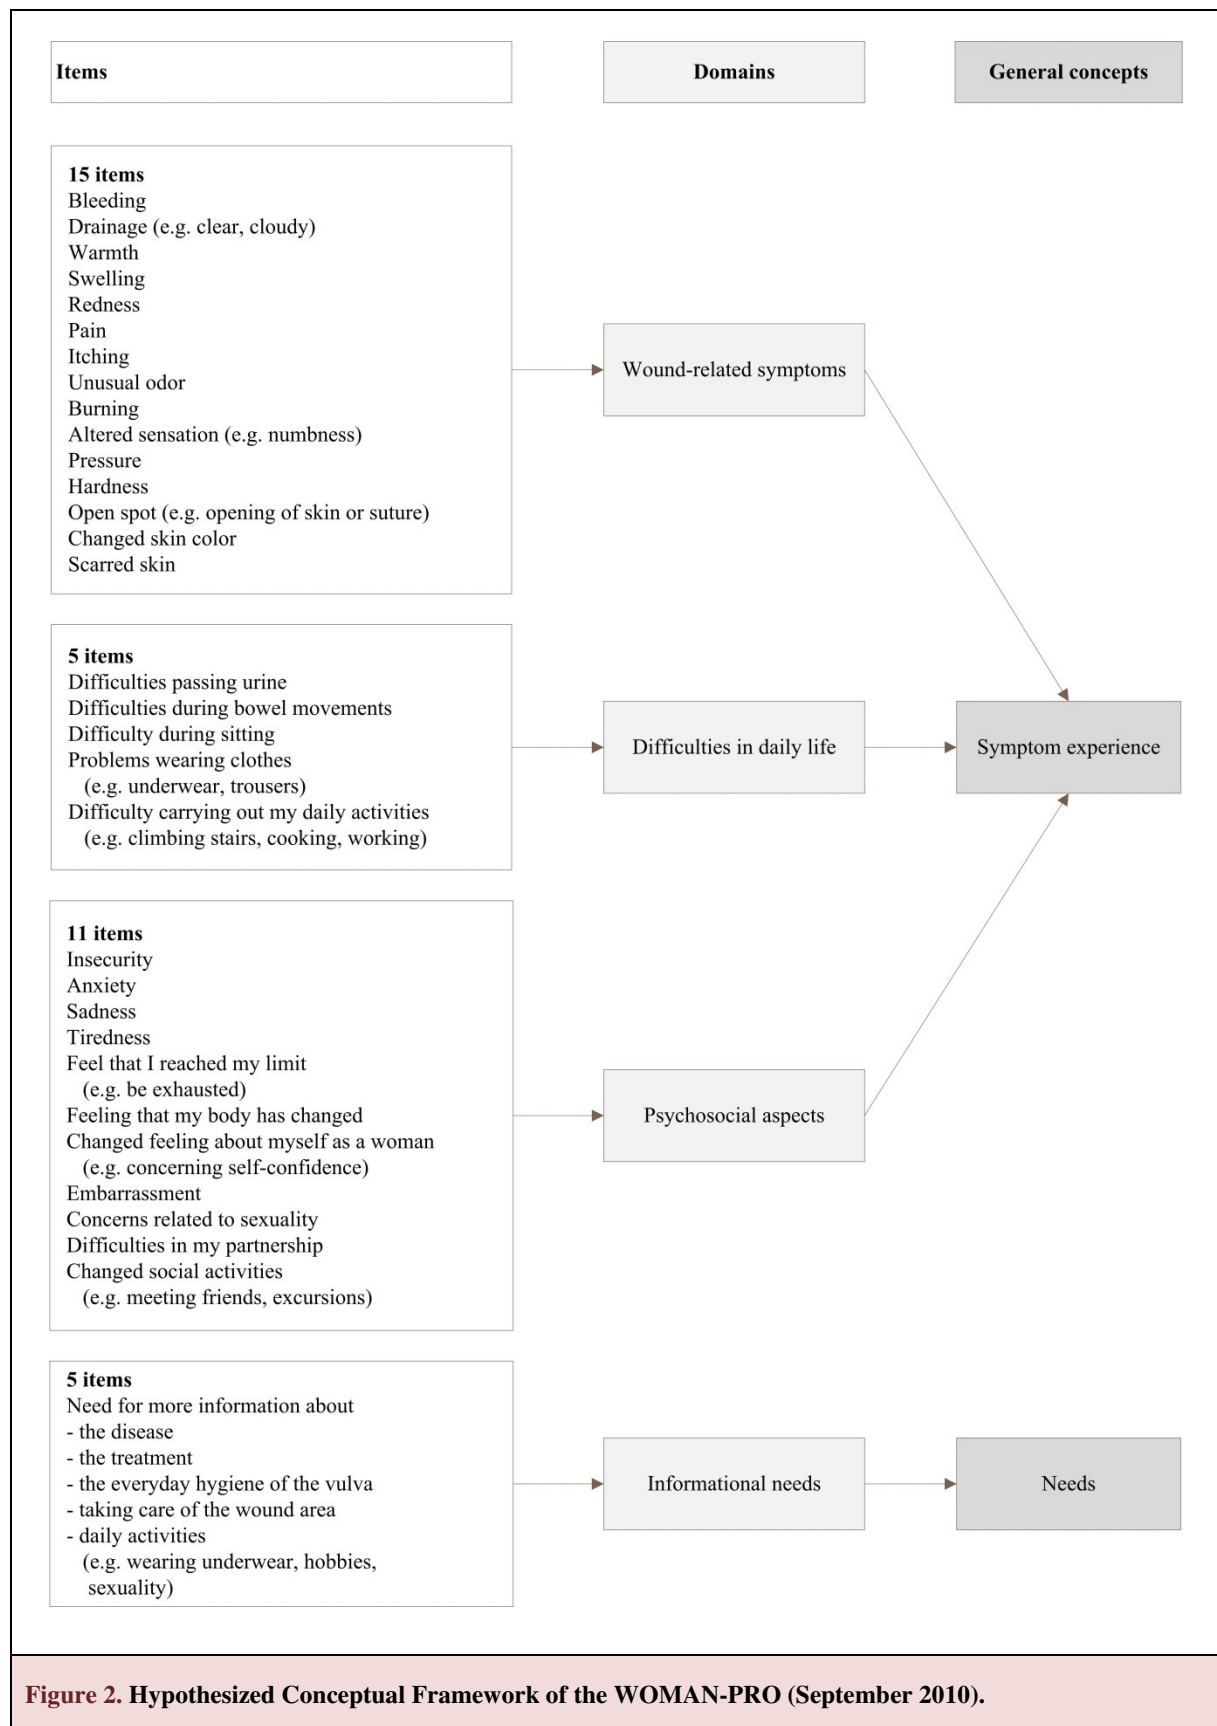 Items
Domains
General concepts
15 items
Bleeding
Drainage (e.g. clear, cloudy)
Warmth
Swelling
Redness
Pain
Itching
Unusual odor
Burning
Altered sensation (e.g. numbness)
Pressure
Hardness
Open spot (e.g. opening of skin or suture)
Changed skin color
Scarred skin
Wound-related symptoms
5 items
Difficulties passing urine
Difficulties during bowel movements
Difficulty during sitting
Problems wearing clothes
(e.g. underwear, trousers)
Difficulty carrying out my daily activities
(e.g. climbing stairs, cooking, working)
Difficulties in daily life
Symptom experience
11 items
Insecurity
Anxiety
Sadness
Tiredness
Feel that I reached my limit
(e.g. be exhausted)
Feeling that my body has changed
Changed feeling about myself as a woman
(e.g. concerning self-confidence)
Embarrassment
Concerns related to sexuality
Difficulties in my partnership
Changed social activities
(e.g. meeting friends, excursions)
Psychosocial aspects
5 items
Need for more information about
- the disease
- the treatment
- the everyday hygiene of the vulva
- taking care of the wound area
- daily activities
(e.g. wearing underwear, hobbies,
sexuality)
Informational needs
Needs
Figure 2. Hypothesized Conceptual Framework of the WOMAN-PRO (September 2010).